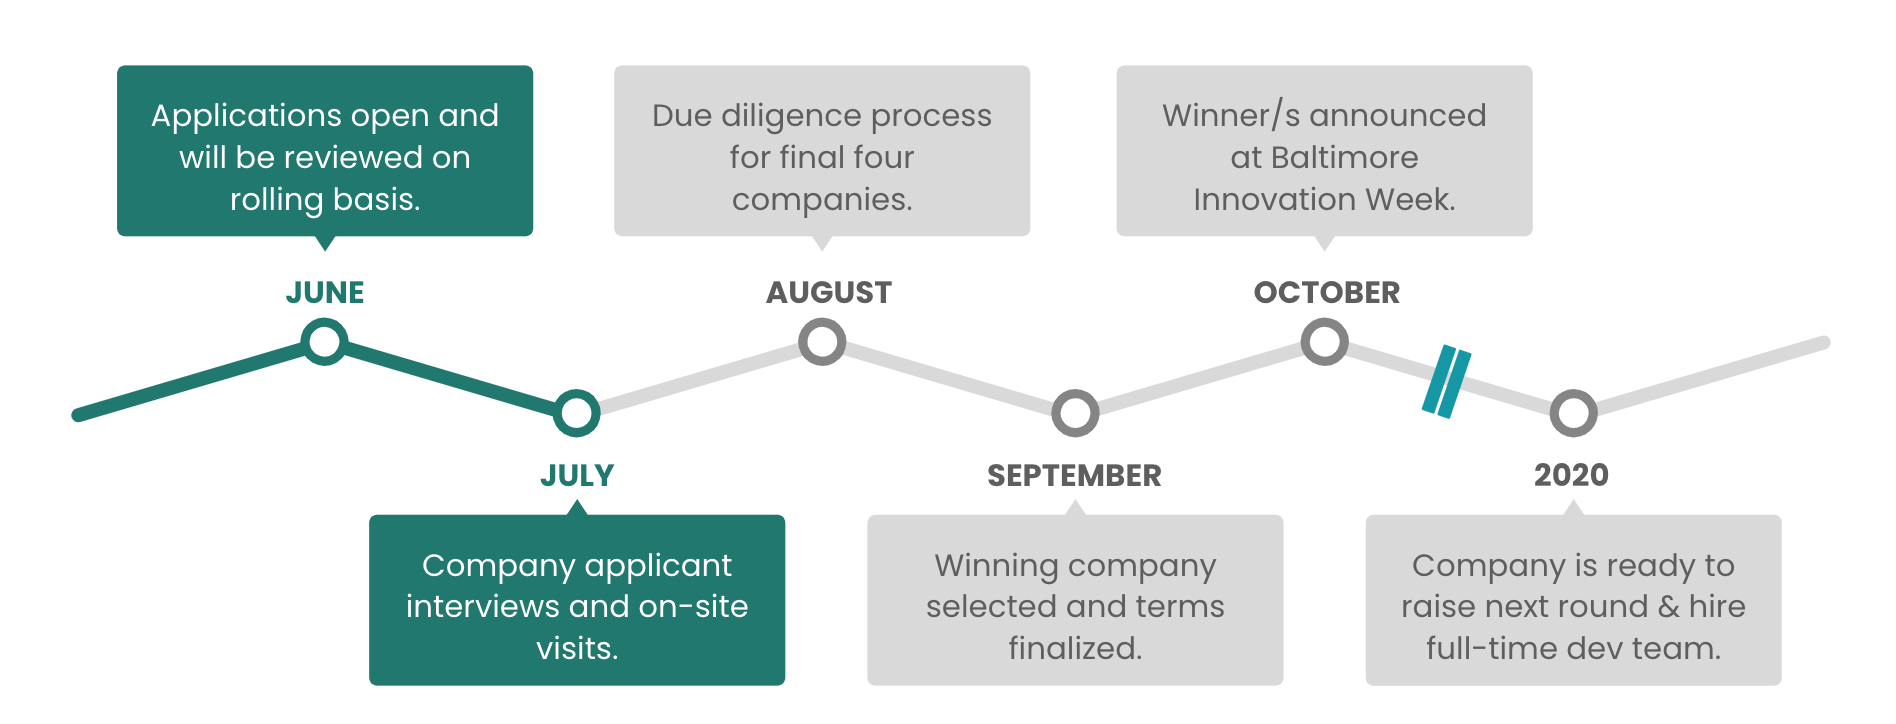 Applications open and
will be reviewed on
rolling basis.
JUNE
JULY
Company applicant
interviews and on-site
visits.
Due diligence process
for final four
companies.
AUGUST
SEPTEMBER
Winning company
selected and terms
finalized.
Winner/s announced
at Baltimore
Innovation Week.
OCTOBER
2020
Company is ready to
raise next round & hire
full-time dev team.